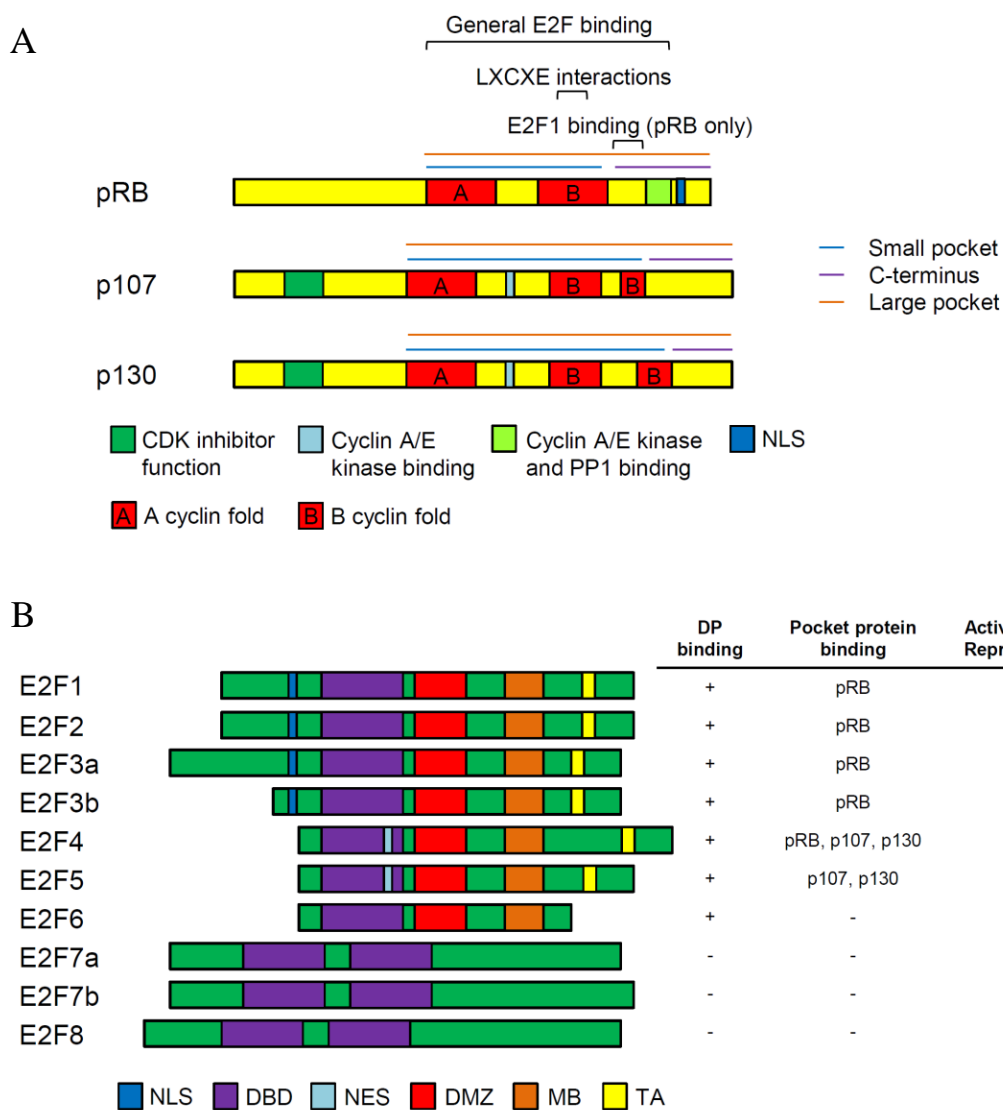 A
General E2F binding
LXCXE interactions
E2F1 binding (pRB only)
pRB
A
B
p107
A
B
B
p130
A
B
B
Small pocket
C-terminus
Large pocket
CDK inhibitor
function
Cyclin A/E
kinase binding
Cyclin A/E kinase
and PP1 binding
NLS
A A cyclin fold
B B cyclin fold
B
DP
binding
Pocket protein
binding
Activ
Repr
E2F1 + pRB
E2F2 + pRB
E2F3a + pRB
E2F3b + pRB
E2F4 + pRB, p107, p130
E2F5 + p107, p130
E2F6 + -
E2F7a - -
E2F7b - -
E2F8 - -
NLS DBD NES DMZ MB TA